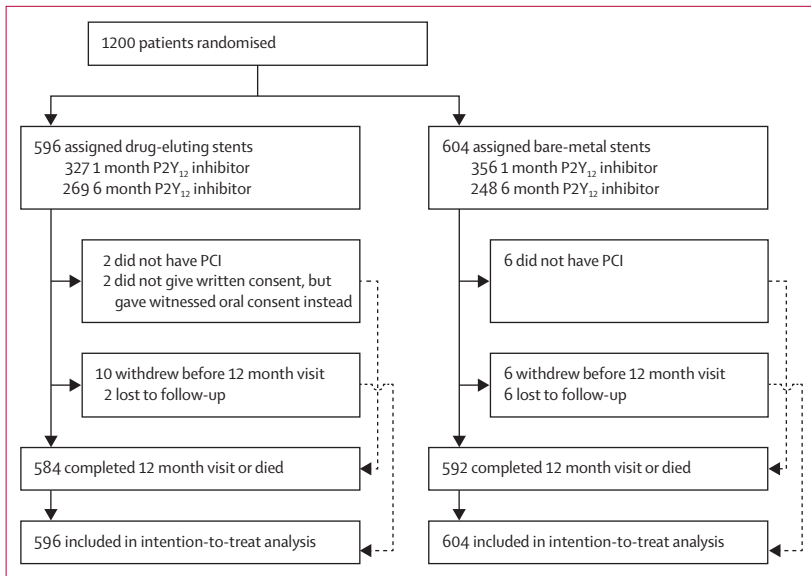 1200 patients randomised
596 assigned drug-eluting stents
327 1 month P2Y₁₂ inhibitor
269 6 month P2Y₁₂ inhibitor
604 assigned bare-metal stents
356 1 month P2Y₁₂ inhibitor
248 6 month P2Y₁₂ inhibitor
2 did not have PCI
2 did not give written consent, but
gave witnessed oral consent instead
6 did not have PCI
10 withdrew before 12 month visit
2 lost to follow-up
6 withdrew before 12 month visit
6 lost to follow-up
584 completed 12 month visit or died
592 completed 12 month visit or died
596 included in intention-to-treat analysis
604 included in intention-to-treat analysis